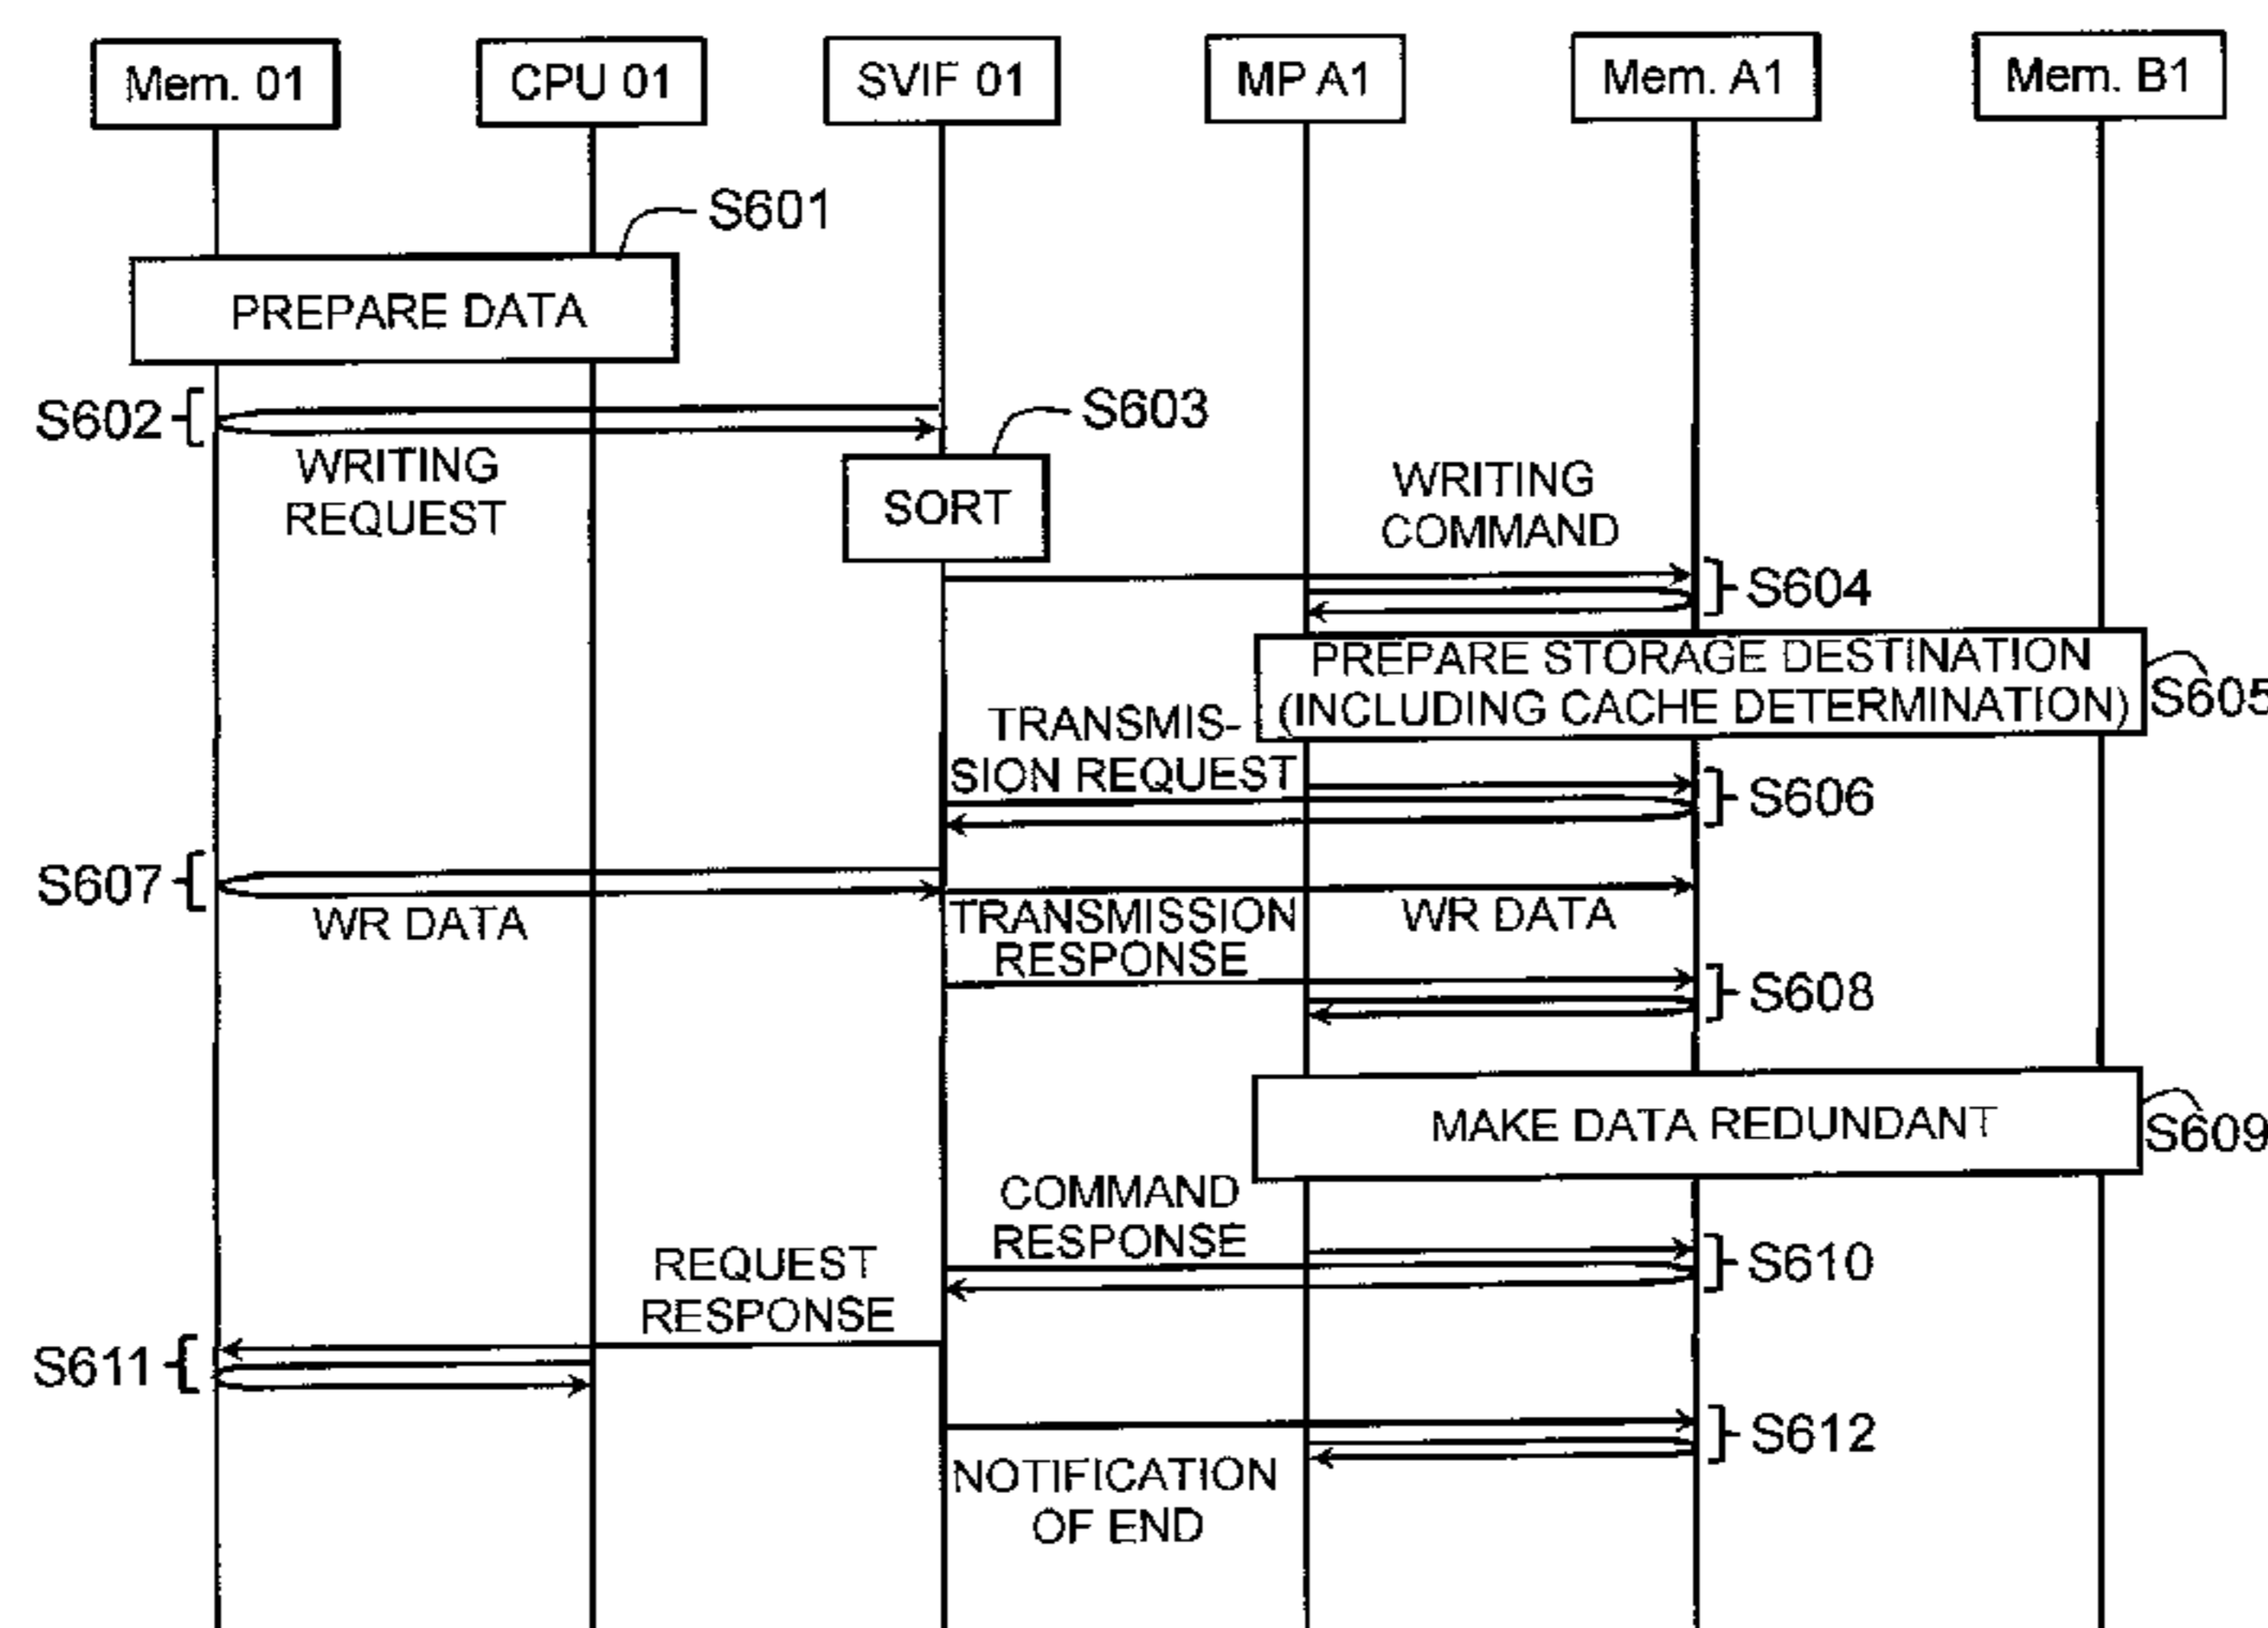 Mem. 01
CPU 01
SVIF 01
MP A1
Mem. A1
Mem. B1
S601
PREPARE DATA
S602
S603
WRITING
REQUEST
SORT
WRITING
COMMAND
S604
PREPARE STORAGE DESTINATION
(INCLUDING CACHE DETERMINATION)
S605
TRANSMIS-
SION REQUEST
S606
S607
WR DATA
TRANSMISSION
RESPONSE
WR DATA
S608
MAKE DATA REDUNDANT
S609
COMMAND
RESPONSE
S610
REQUEST
RESPONSE
S611
S612
NOTIFICATION
OF END